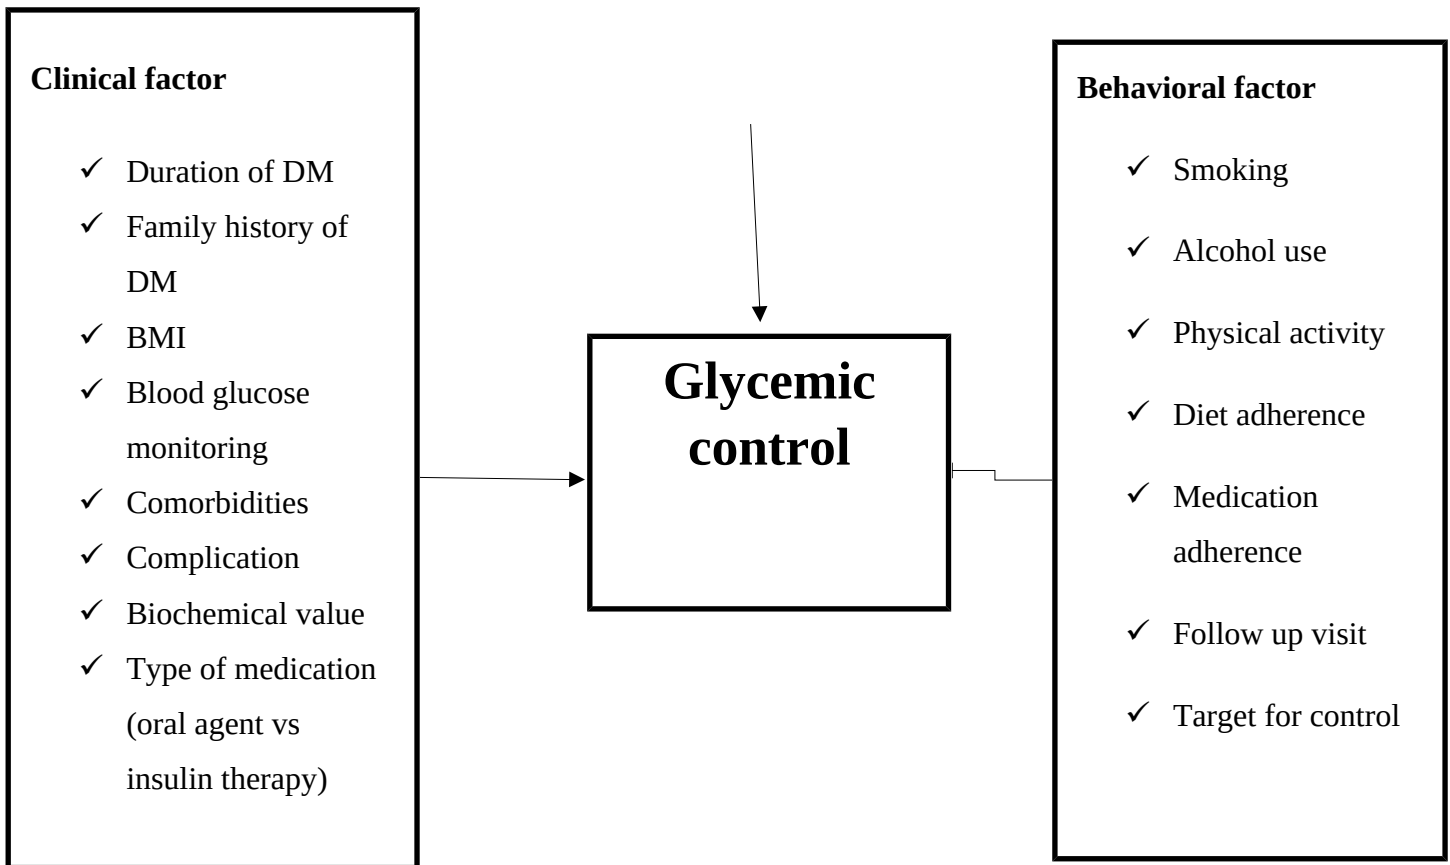 Clinical factor
✓ Duration of DM
✓ Family history of
DM
✓ BMI
✓ Blood glucose
monitoring
✓ Comorbidities
✓ Complication
✓ Biochemical value
✓ Type of medication
(oral agent vs
insulin therapy)
Glycemic
control
Behavioral factor
✓ Smoking
✓ Alcohol use
✓ Physical activity
✓ Diet adherence
✓ Medication
adherence
✓ Follow up visit
✓ Target for control